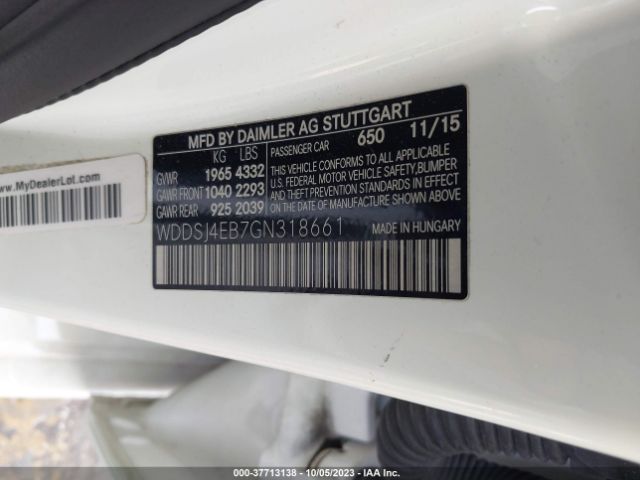 MFD BY DAIMLER AG STUTTGART
KG LBS PASSENGER CAR 650 11/15
GVWR 1965 4332
GAWR FRONT 1040 2293
GAWR REAR 925 2039
THIS VEHICLE CONFORMS TO ALL APPLICABLE
U.S. FEDERAL MOTOR VEHICLE SAFETY, BUMPER
AND THEFT PREVENTION STANDARDS IN EFFECT
ON THE DATE OF MANUFACTURE SHOWN ABOVE.
WDDSJ4EB7GN318661
MADE IN HUNGARY
www.MyDealerLot.com
000-37713138 - 10/05/2023 - IAA Inc.